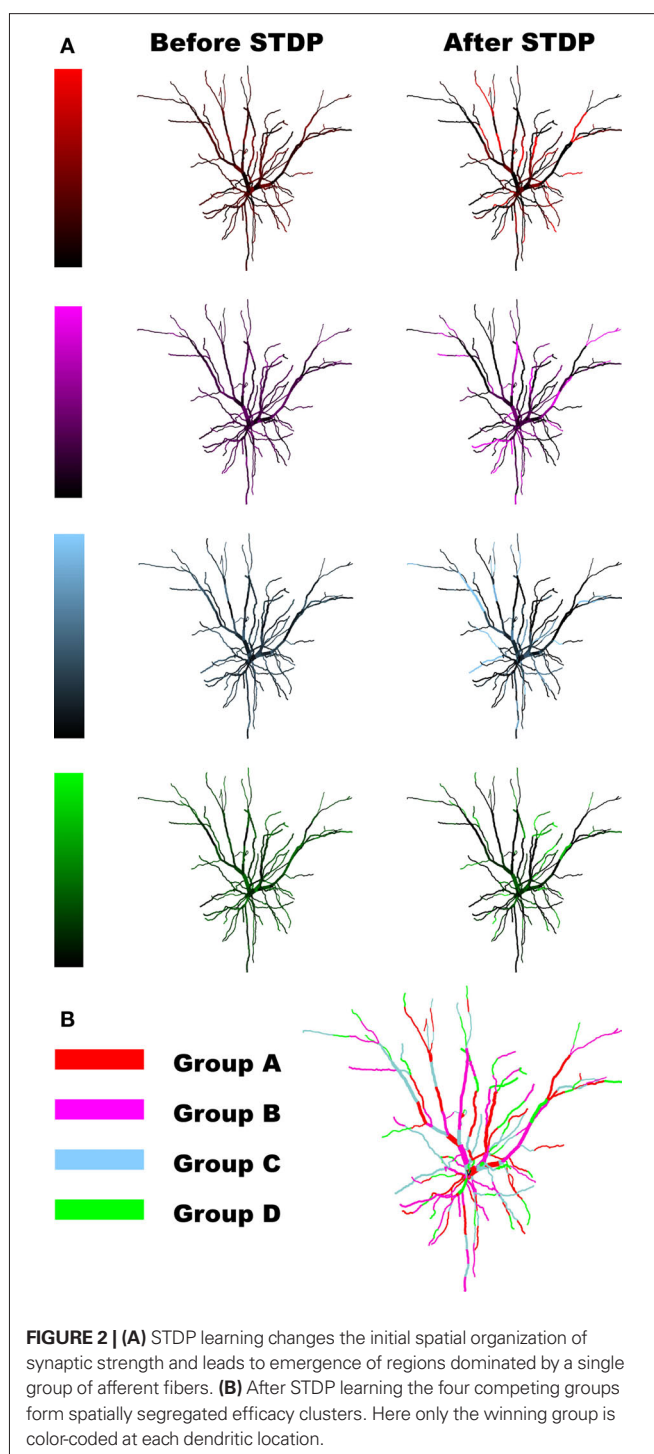 A
Before STDP After STDP
B
Group A
Group B
Group C
Group D
FIGURE 2 | (A) STDP learning changes the initial spatial organization of
synaptic strength and leads to emergence of regions dominated by a single
group of afferent fibers. (B) After STDP learning the four competing groups
form spatially segregated efficacy clusters. Here only the winning group is
color-coded at each dendritic location.